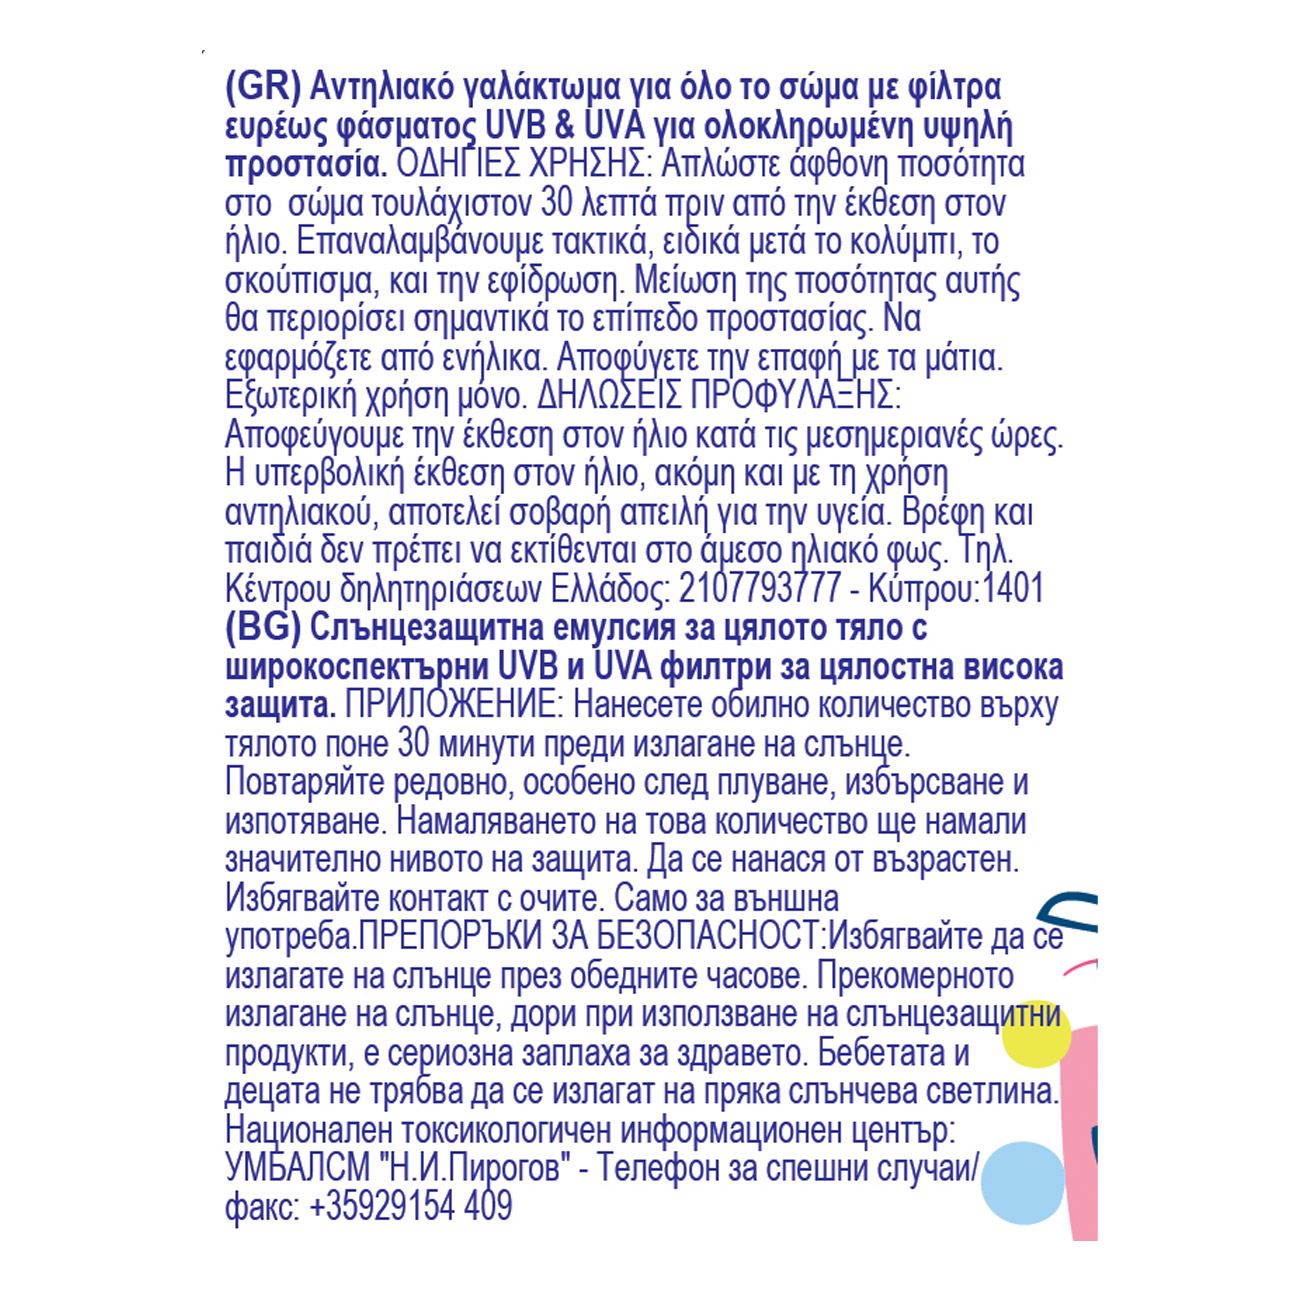 (GR) Αντηλιακό γαλάκτωμα για όλο το σώμα με φίλτρα
ευρέως φάσματος UVB & UVA για ολοκληρωμένη υψηλή
προστασία. ΟΔΗΓΙΕΣ ΧΡΗΣΗΣ: Απλώστε άφθονη ποσότητα
στο  σώμα τουλάχιστον 30 λεπτά πριν από την έκθεση στον
ήλιο. Επαναλαμβάνουμε τακτικά, ειδικά μετά το κολύμπι, το
σκούπισμα, και την εφίδρωση. Μείωση της ποσότητας αυτής
θα περιορίσει σημαντικά το επίπεδο προστασίας. Να
εφαρμόζετε από ενήλικα. Αποφύγετε την επαφή με τα μάτια.
Εξωτερική χρήση μόνο. ΔΗΛΩΣΕΙΣ ΠΡΟΦΥΛΑΞΗΣ:
Αποφεύγουμε την έκθεση στον ήλιο κατά τις μεσημεριανές ώρες.
Η υπερβολική έκθεση στον ήλιο, ακόμη και με τη χρήση
αντηλιακού, αποτελεί σοβαρή απειλή για την υγεία. Βρέφη και
παιδιά δεν πρέπει να εκτίθενται στο άμεσο ηλιακό φως. Τηλ.
Κέντρου δηλητηριάσεων Ελλάδος: 2107793777 - Κύπρου:1401
(BG) Слънцезащитна емулсия за цялото тяло с
широкоспектърни UVB и UVA филтри за цялостна висока
защита. ПРИЛОЖЕНИЕ: Нанесете обилно количество върху
тялото поне 30 минути преди излагане на слънце.
Повтаряйте редовно, особено след плуване, избърсване и
изпотяване. Намаляването на това количество ще намали
значително нивото на защита. Да се нанася от възрастен.
Избягвайте контакт с очите. Само за външна
употреба.ПРЕПОРЪКИ ЗА БЕЗОПАСНОСТ:Избягвайте да се
излагате на слънце през обедните часове. Прекомерното
излагане на слънце, дори при използване на слънцезащитни
продукти, е сериозна заплаха за здравето. Бебетата и
децата не трябва да се излагат на пряка слънчева светлина.
Национален токсикологичен информационен център:
УМБАЛСМ "Н.И.Пирогов" - Телефон за спешни случаи/
факс: +35929154 409